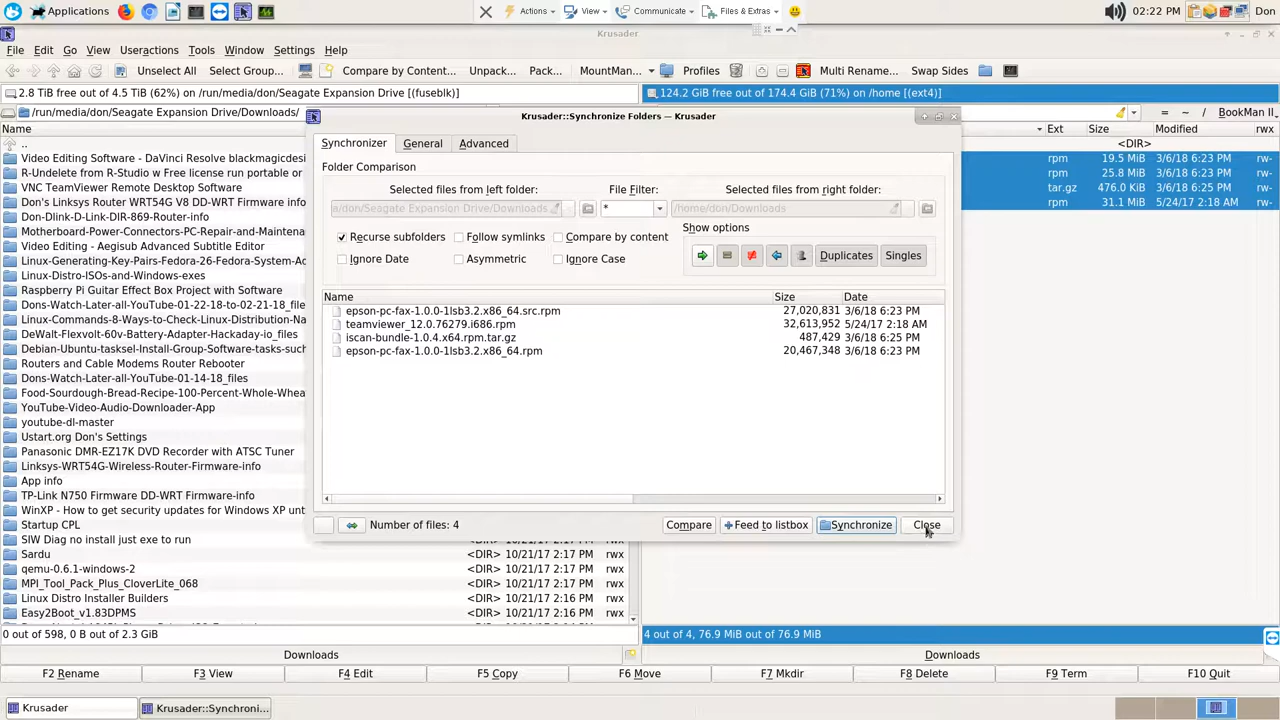 Applications Actions View Communicate Files & Extras 02:22 PM Don
Krusader
File Edit Go View Useractions Tools Window Settings Help
Unselect All Select Group... Compare by Content... Unpack... Pack... MountMan... Profiles Multi Rename... Swap Sides
2.8 TiB free out of 4.5 TiB (62%) on /run/media/don/Seagate Expansion Drive [(fuseblk)] 124.2 GiB free out of 174.4 GiB (71%) on /home [(ext4)]
/run/media/don/Seagate Expansion Drive/Downloads/ = ~ / BookMan II
Krusader::Synchronize Folders — Krusader
Name Ext Size Modified rwx
.. <DIR>
Video Editing Software - DaVinci Resolve blackmagicdesi rpm 19.5 MiB 3/6/18 6:23 PM rw-
R-Undelete from R-Studio w Free license run portable or rpm 25.8 MiB 3/6/18 6:23 PM rw-
VNC TeamViewer Remote Desktop Software tar.gz 476.0 KiB 3/6/18 6:25 PM rw-
Don's Linksys Wireless Router WRT54G V8 DD-WRT Firmw rpm 31.1 MiB 5/24/17 2:18 AM rw-
Don-Dlink-D-Link-DIR-869-Router-info
Motherboard-Power-Connectors-PC-Repair-and-Maintena
Video Editing - Aegisub Advanced Subtitle Editor
Linux-Generating-Key-Pairs-Fedora-26-Fedora-System-Ac
Linux-Distro-ISOs-and-Windows-exes
Raspberry Pi Guitar Effect Box Project with Software
Dons-Watch-Later-all-YouTube-01-22-18-to-02-21-18_file
Linux-Commands-8-Ways-to-Check-Linux-Distribution-Na
DeWalt-Flexvolt-60v-Battery-Adapter-Hackaday-io_files
Debian-Ubuntu-tasksel-Install-Group-Software-tasks-such
Routers and Cable Modems Router Rebooter
Dons-Watch-Later-all-YouTube-01-14-18_files
Food-Sourdough-Bread-Recipe-100-Percent-Whole-Whea
YouTube-Video-Audio-Downloader-App
youtube-dl-master
Ustart.org Don's Settings
Panasonic DMR-EZ17K DVD Recorder with ATSC Tuner
Linksys-WRT54G-Wireless-Router-Firmware-info
App info
TP-Link N750 Firmware DD-WRT Firmware
WinXP - How to get security updates for Windows XP unt
Startup CPL
SIW Diag no install just exe to run
Sardu <DIR> 10/21/17 2:17 PM rwx
qemu-0.6.1-windows-2 <DIR> 10/21/17 2:17 PM rwx
MPI_Tool_Pack_Plus_CloverLite_068 <DIR> 10/21/17 2:17 PM rwx
Linux Distro Installer Builders <DIR> 10/21/17 2:16 PM rwx
Easy2Boot_v1.83DPMS <DIR> 10/21/17 2:16 PM rwx
Synchronizer General Advanced
Folder Comparison
Selected files from left folder: File Filter: Selected files from right folder:
a/don/Seagate Expansion Drive/Downloads * /home/don/Downloads
Recurse subfolders Follow symlinks Compare by content Show options
Ignore Date Asymmetric Ignore Case Duplicates Singles
Name Size Date
epson-pc-fax-1.0.0-1lsb3.2.x86_64.src.rpm 27,020,831 3/6/18 6:23 PM
teamviewer_12.0.76279.i686.rpm 32,613,952 5/24/17 2:18 AM
iscan-bundle-1.0.4.x64.rpm.tar.gz 487,429 3/6/18 6:25 PM
epson-pc-fax-1.0.0-1lsb3.2.x86_64.rpm 20,467,348 3/6/18 6:23 PM
Number of files: 4 Compare Feed to listbox Synchronize Close
0 out of 598, 0 B out of 2.3 GiB 4 out of 4, 76.9 MiB out of 76.9 MiB
Downloads Downloads
F2 Rename F3 View F4 Edit F5 Copy F6 Move F7 Mkdir F8 Delete F9 Term F10 Quit
Krusader Krusader::Synchroni...